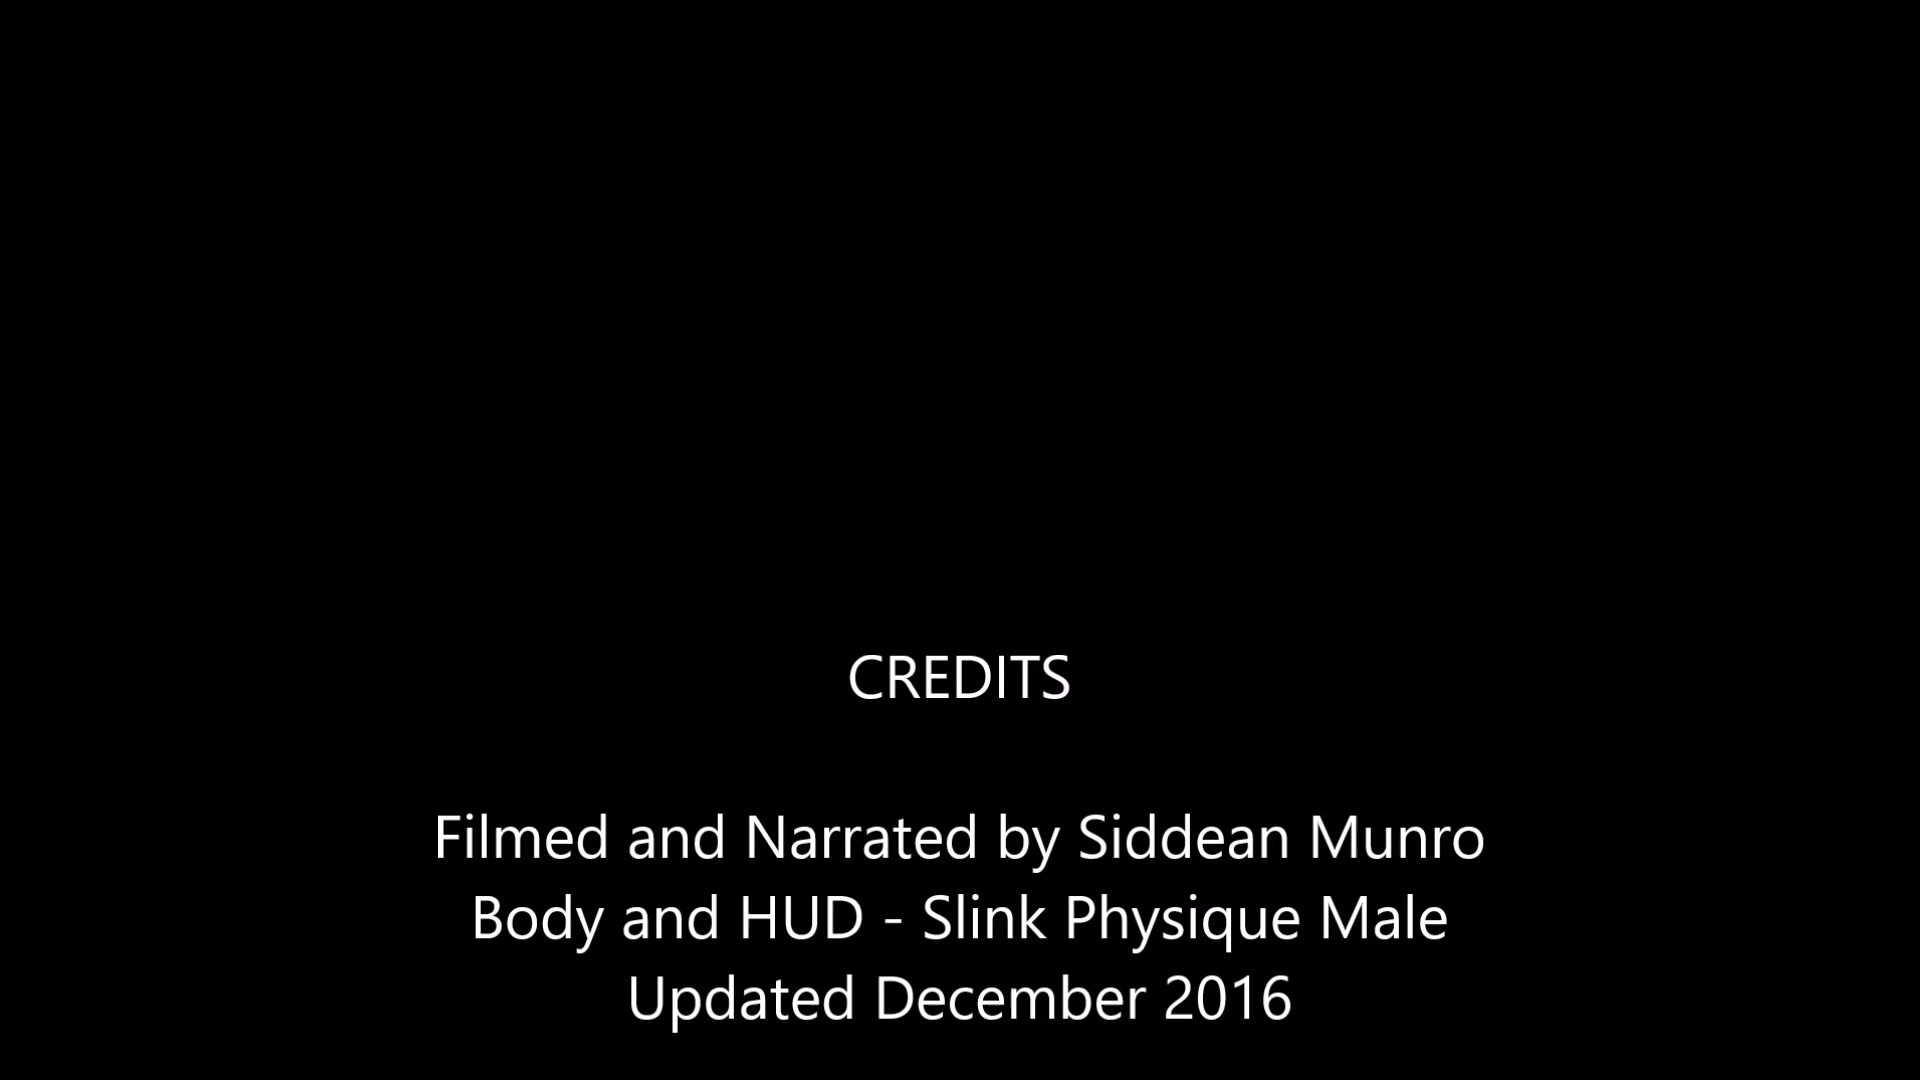 CREDITS
Filmed and Narrated by Siddean Munro
Body and HUD - Slink Physique Male
Updated December 2016